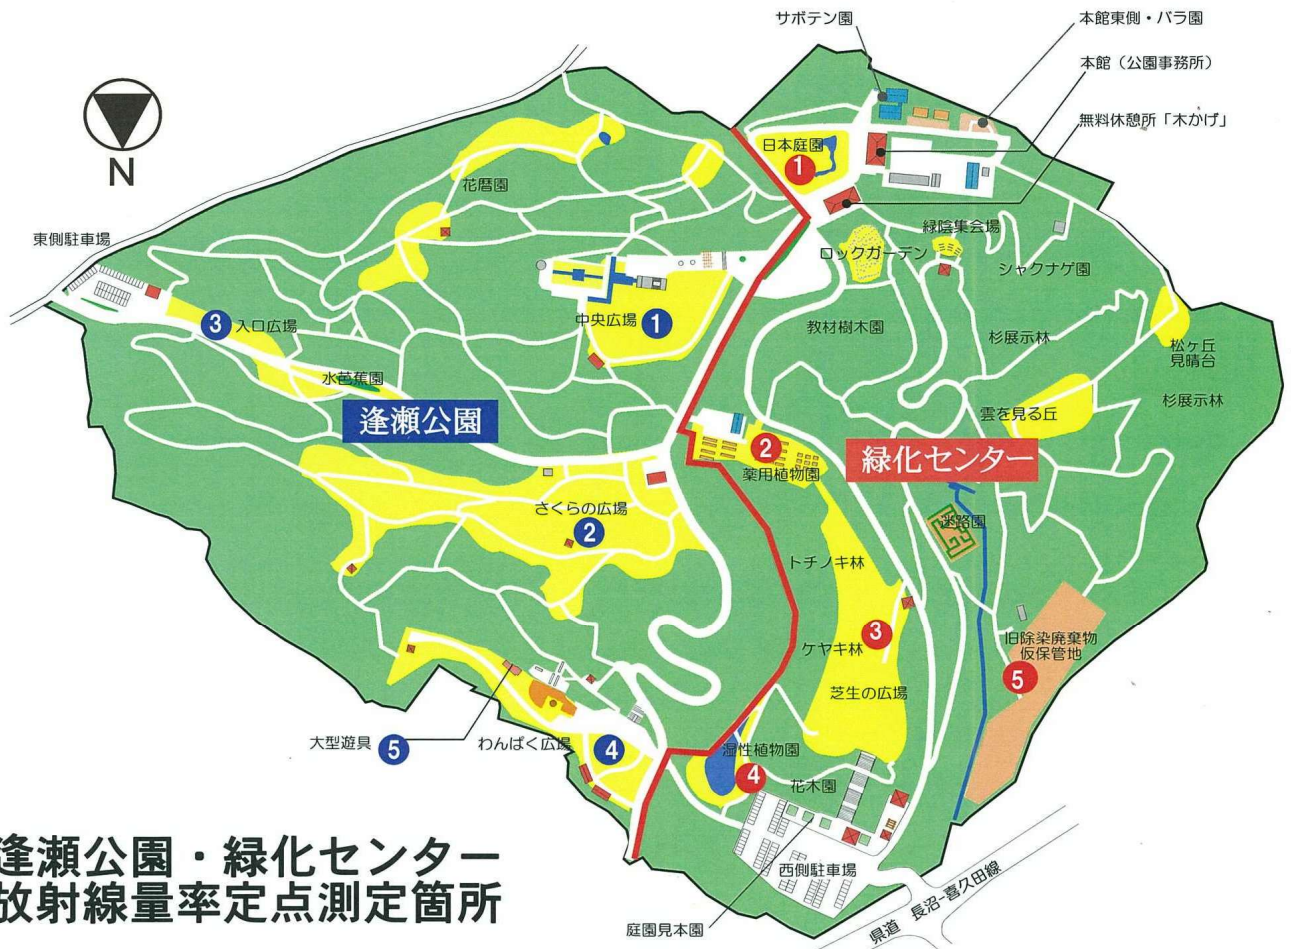 サボテン園
本館東側・バラ園
本館(公園事務所)
無料休憩所「木かげ」
N
日本庭園
1
花暦園
東側駐車場
緑陰集会場
ロックガーデン
シャクナゲ園
3 入口広場
中央広場 1
教材樹木園
杉展示林
松ヶ丘
見晴台
水芭蕉園
杉展示林
雲を見る丘
逢瀬公園
2
緑化センター
薬用植物園
さくらの広場
2
迷路園
トチノキ林
3
ケヤキ林
旧除染廃棄物
仮保管地
5
芝生の広場
大型遊具 5
わんぱく広場
4
湿性植物園
4
花木園
西側駐車場
庭園見本園
県道 長沼-喜久田線
逢瀬公園・緑化センター
放射線量率定点測定箇所